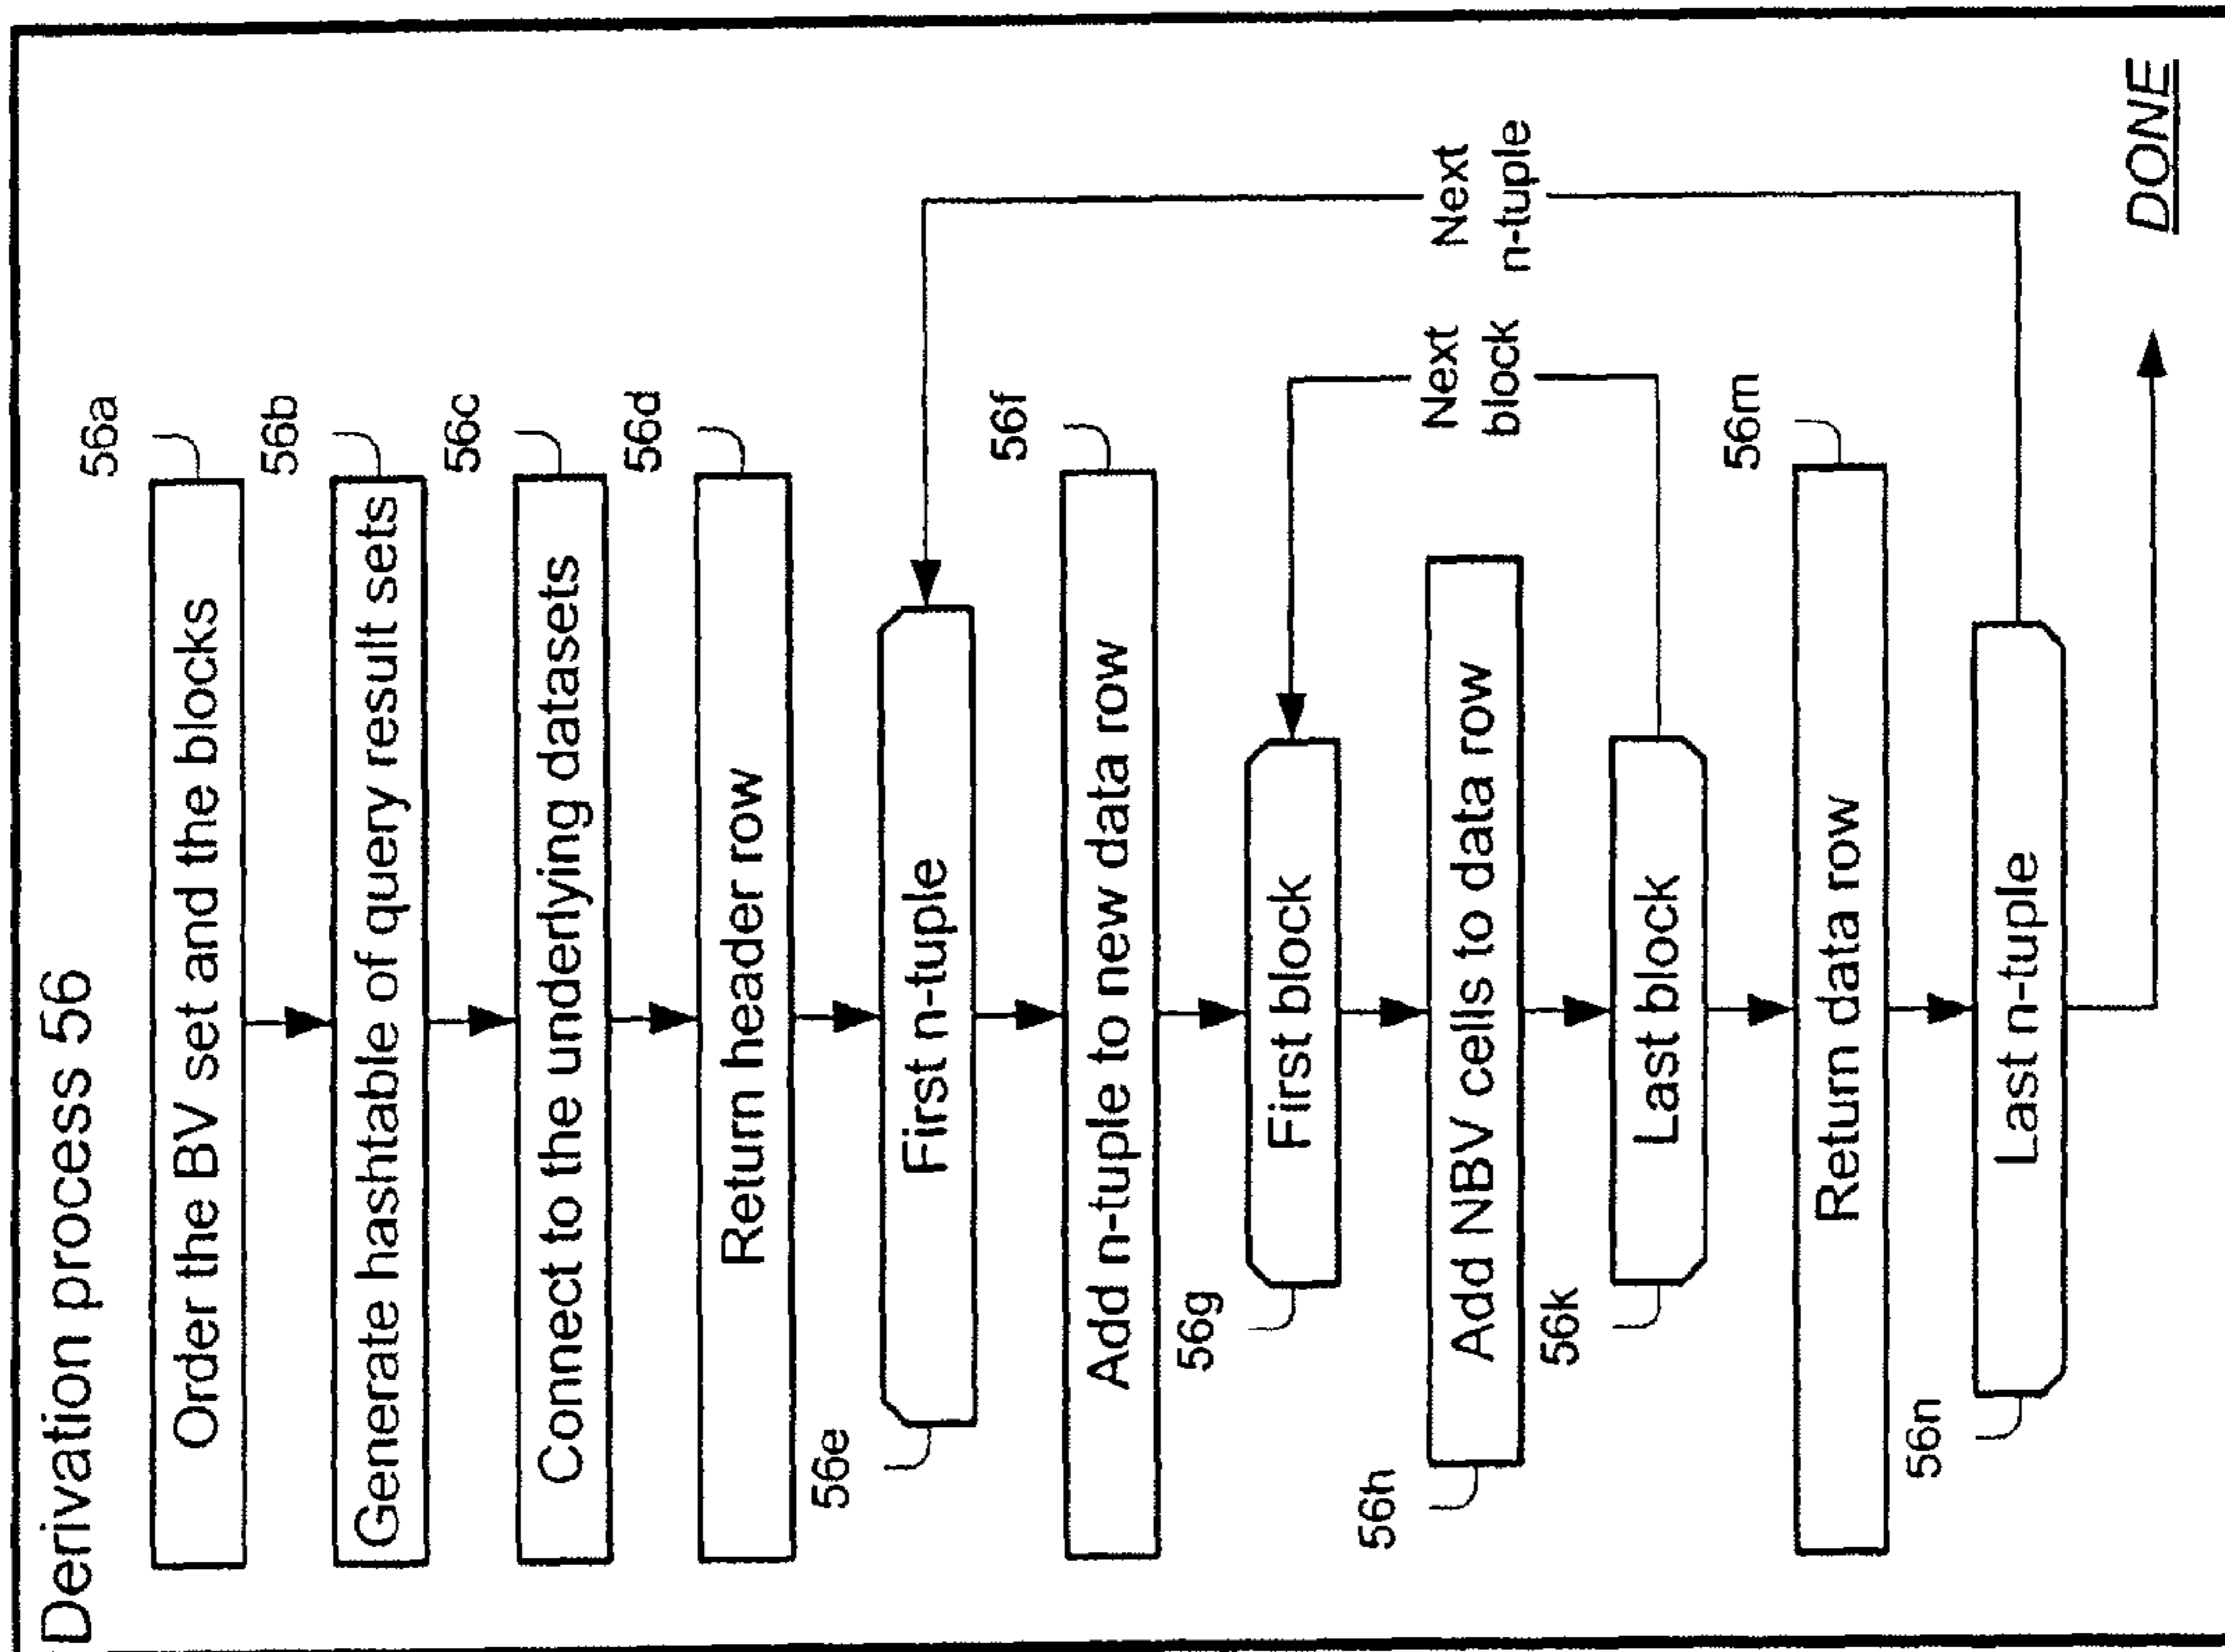 Derivation process 56
56a
Order the BV set and the blocks
56b
Generate hashtable of query result sets
56c
Connect to the underlying datasets
56d
Return header row
56e
First n-tuple
56f
Add n-tuple to new data row
56g
First block
56h
Add NBV cells to data row
Next
block
Next
n-tuple
56k
Last block
56m
Return data row
56n
Last n-tuple
DONE